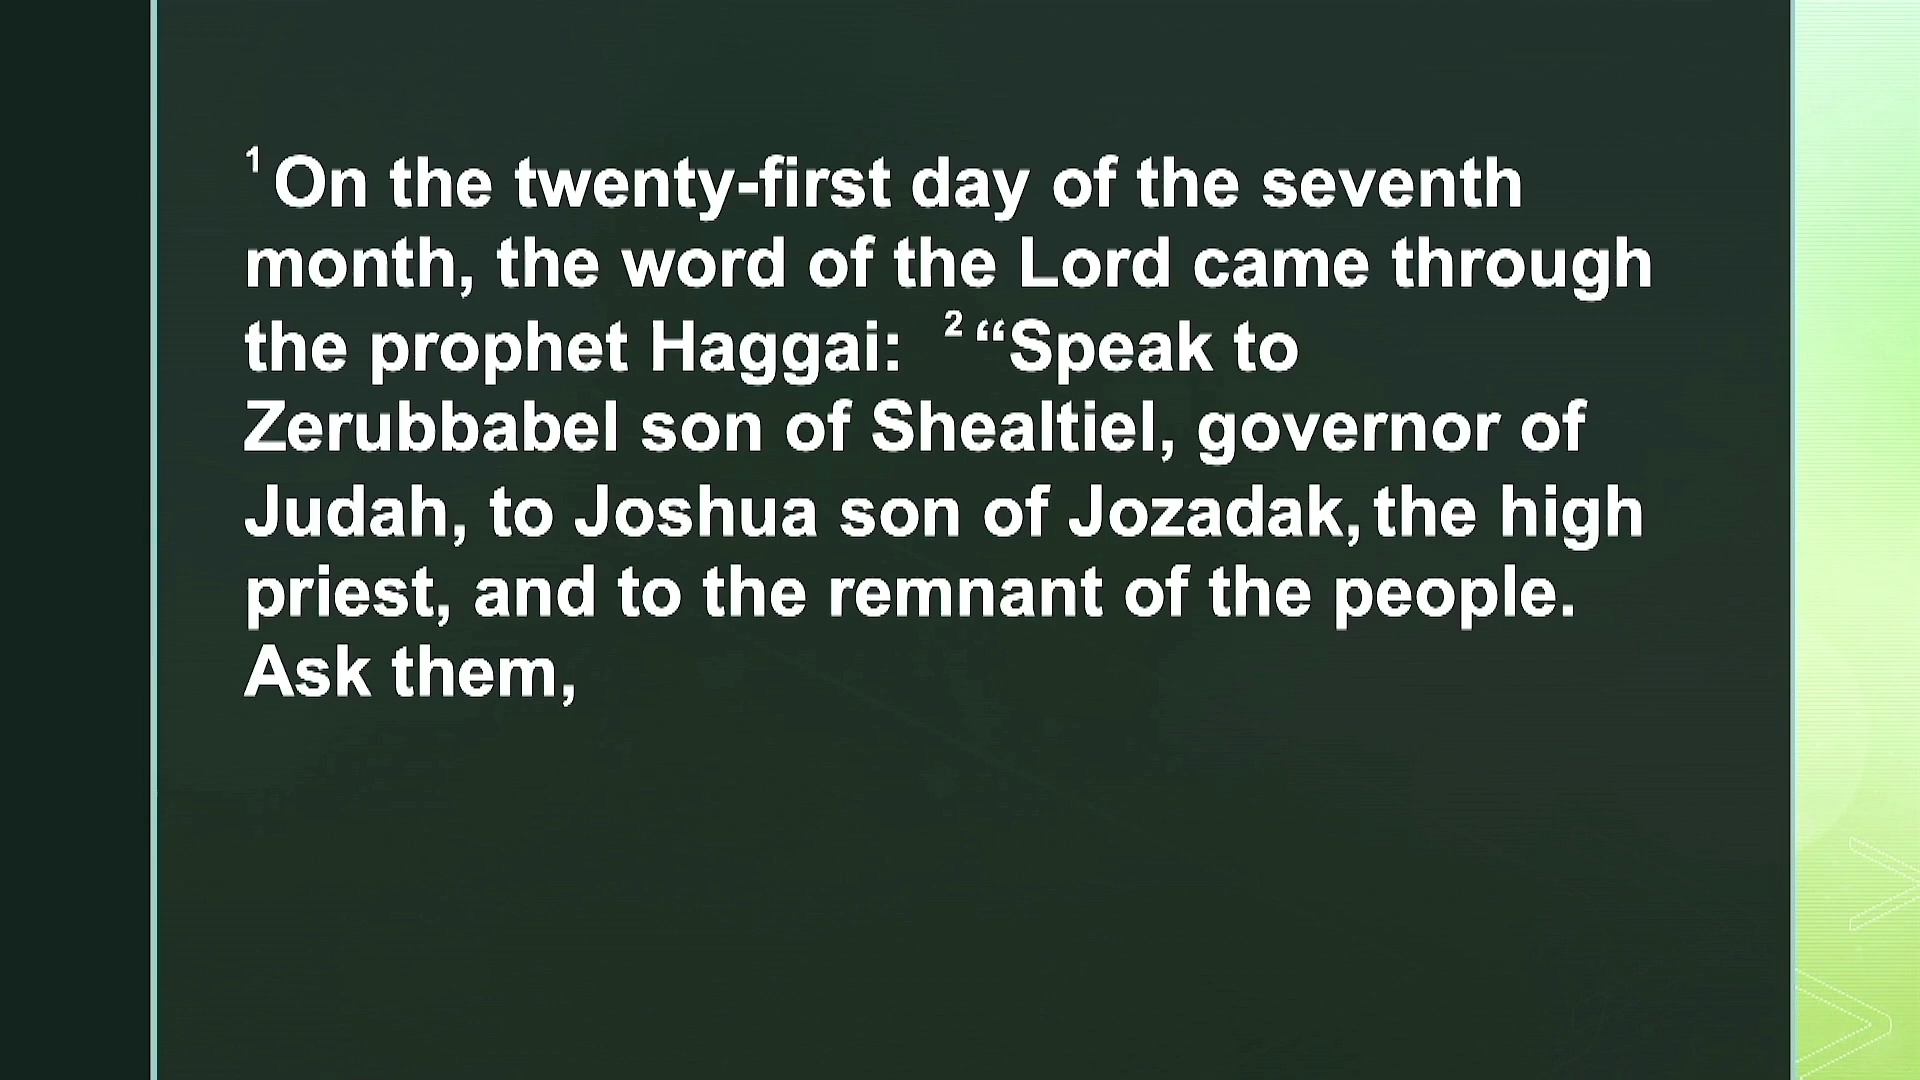 1 On the twenty-first day of the seventh
month, the word of the Lord came through
the prophet Haggai: 2 “Speak to
Zerubbabel son of Shealtiel, governor of
Judah, to Joshua son of Jozadak, the high
priest, and to the remnant of the people.
Ask them,